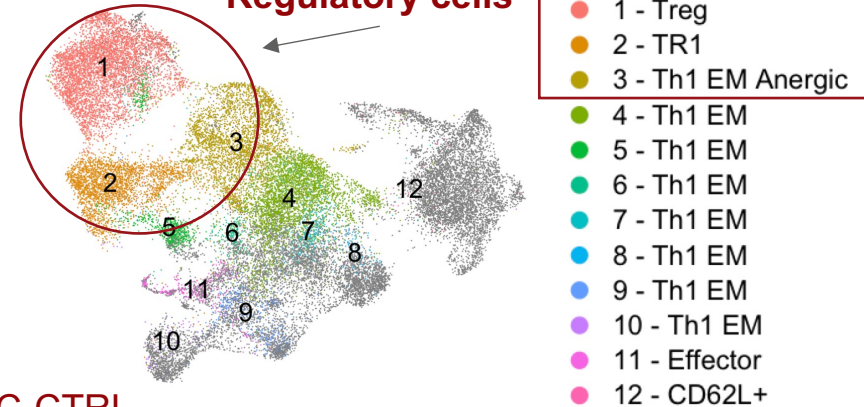 Regulatory cells
1
2
3
4
5
6
7
8
9
10
11
12
1 - Treg
2 - TR1
3 - Th1 EM Anergic
4 - Th1 EM
5 - Th1 EM
6 - Th1 EM
7 - Th1 EM
8 - Th1 EM
9 - Th1 EM
10 - Th1 EM
11 - Effector
12 - CD62L+